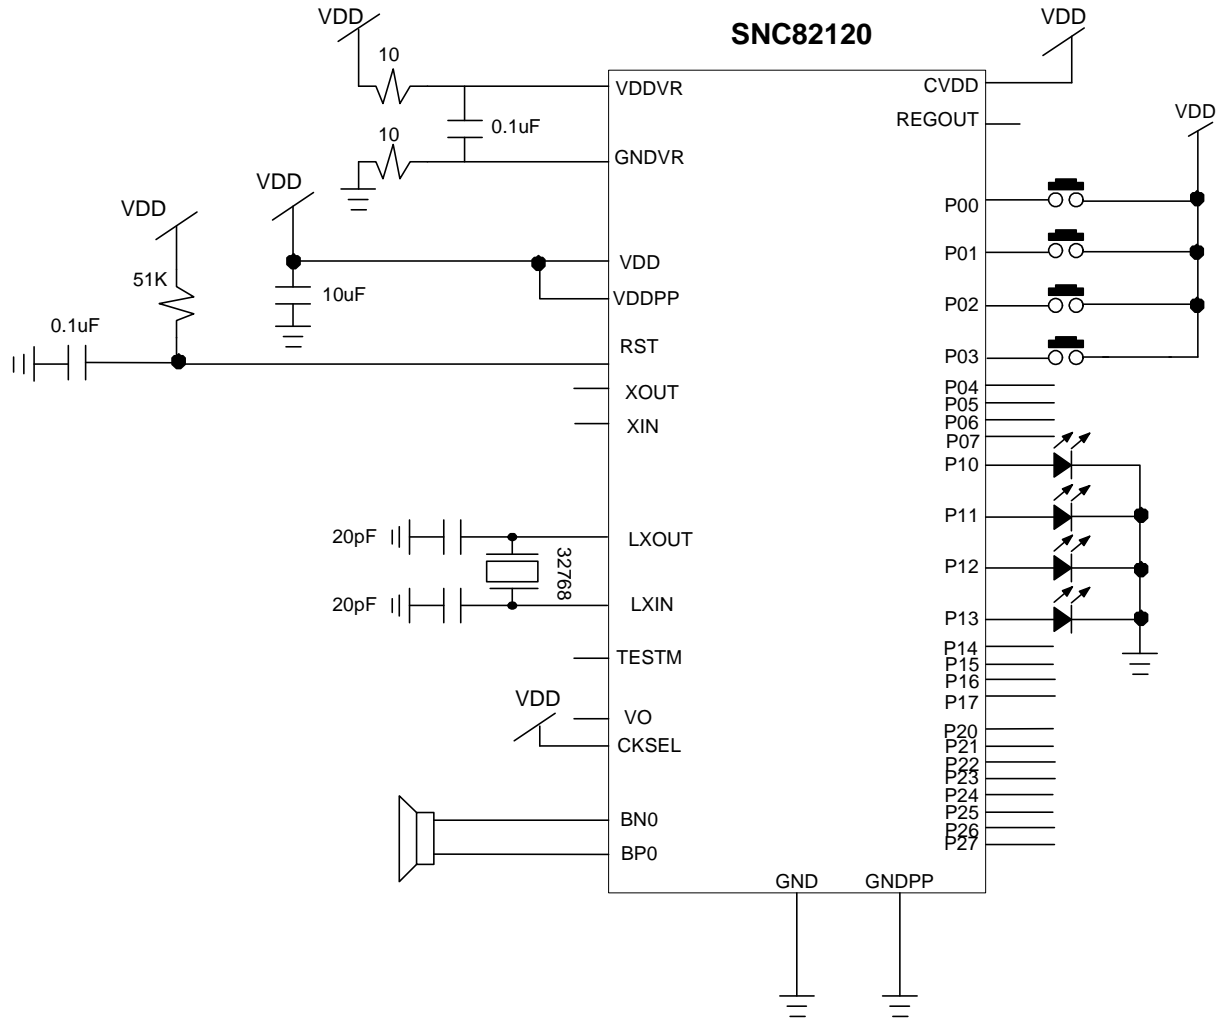 SNC82120
VDD
10
VDDVR
0.1uF
10
GNDVR
VDD
VDD
VDD
51K
10uF
VDDPP
0.1uF
RST
XOUT
XIN
20pF
LXOUT
32768
20pF
LXIN
TESTM
VDD
VO
CKSEL
BN0
BP0
GND
GNDPP
VDD
CVDD
REGOUT
VDD
P00
P01
P02
P03
P04
P05
P06
P07
P10
P11
P12
P13
P14
P15
P16
P17
P20
P21
P22
P23
P24
P25
P26
P27